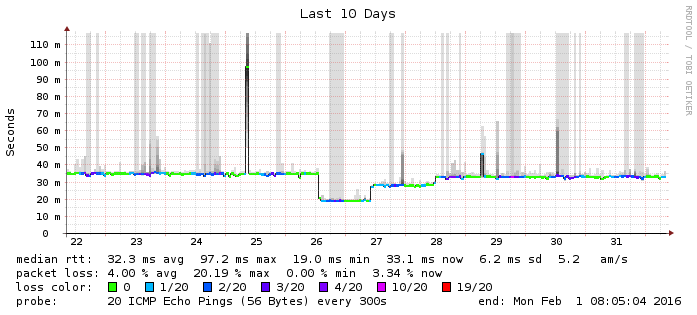 Last 10 Days
RRDTOOL / TOBI OETIKER
Seconds
110 m
100 m
90 m
80 m
70 m
60 m
50 m
40 m
30 m
20 m
10 m
0
22 23 24 25 26 27 28 29 30 31
median rtt: 32.3 ms avg 97.2 ms max 19.0 ms min 33.1 ms now 6.2 ms sd 5.2 am/s
packet loss: 4.00 % avg 20.19 % max 0.00 % min 3.34 % now
loss color: 0 1/20 2/20 3/20 4/20 10/20 19/20
probe: 20 ICMP Echo Pings (56 Bytes) every 300s end: Mon Feb 1 08:05:04 2016